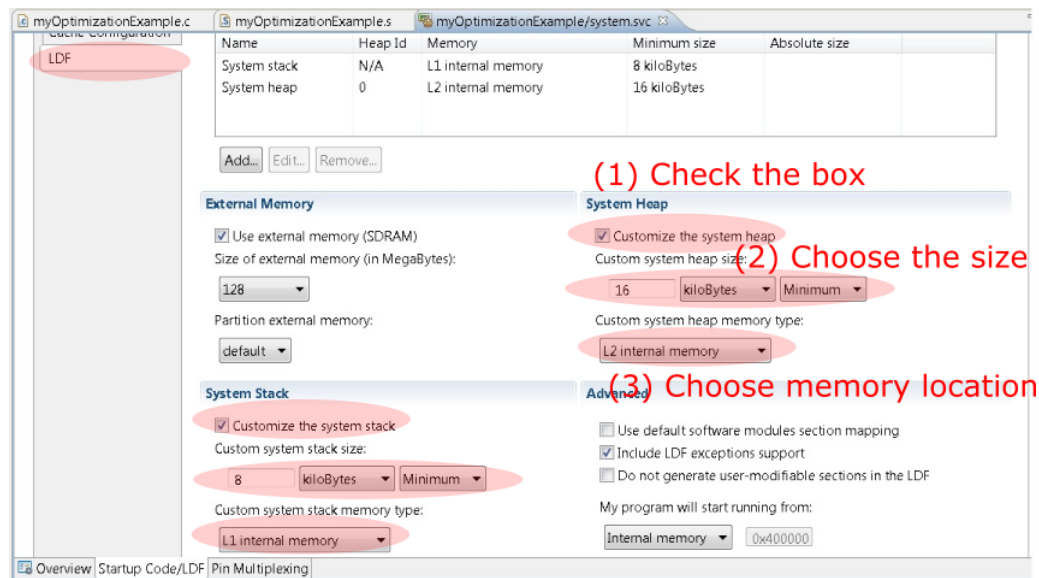 myOptimizationExample.c myOptimizationExample.s myOptimizationExample/system.svc
Cache Configuration
LDF
Name Heap Id Memory Minimum size Absolute size
System stack N/A L1 internal memory 8 kiloBytes
System heap 0 L2 internal memory 16 kiloBytes
Add... Edit... Remove...
(1) Check the box
External Memory
System Heap
Use external memory (SDRAM)
Customize the system heap
Size of external memory (in MegaBytes):
Custom system heap size:
(2) Choose the size
128
16 kiloBytes Minimum
Partition external memory:
Custom system heap memory type:
default
L2 internal memory
(3) Choose memory location
System Stack
Advanced
Customize the system stack
Use default software modules section mapping
Custom system stack size:
Include LDF exceptions support
8 kiloBytes Minimum
Do not generate user-modifiable sections in the LDF
Custom system stack memory type:
My program will start running from:
L1 internal memory
Internal memory 0x400000
Overview Startup Code/LDF Pin Multiplexing